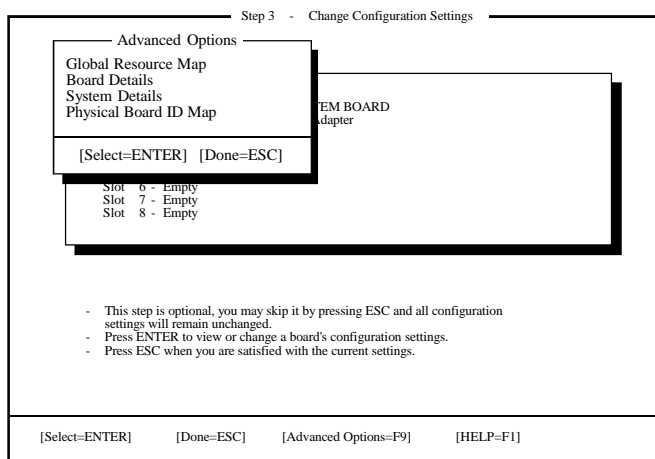 Step 3 - Change Configuration Settings
Advanced Options
Global Resource Map
Board Details
System Details
Physical Board ID Map
[Select=ENTER] [Done=ESC]
TEM BOARD
Adapter
Slot 6 - Empty
Slot 7 - Empty
Slot 8 - Empty
- This step is optional, you may skip it by pressing ESC and all configuration
settings will remain unchanged.
- Press ENTER to view or change a board's configuration settings.
- Press ESC when you are satisfied with the current settings.
[Select=ENTER] [Done=ESC] [Advanced Options=F9] [HELP=F1]